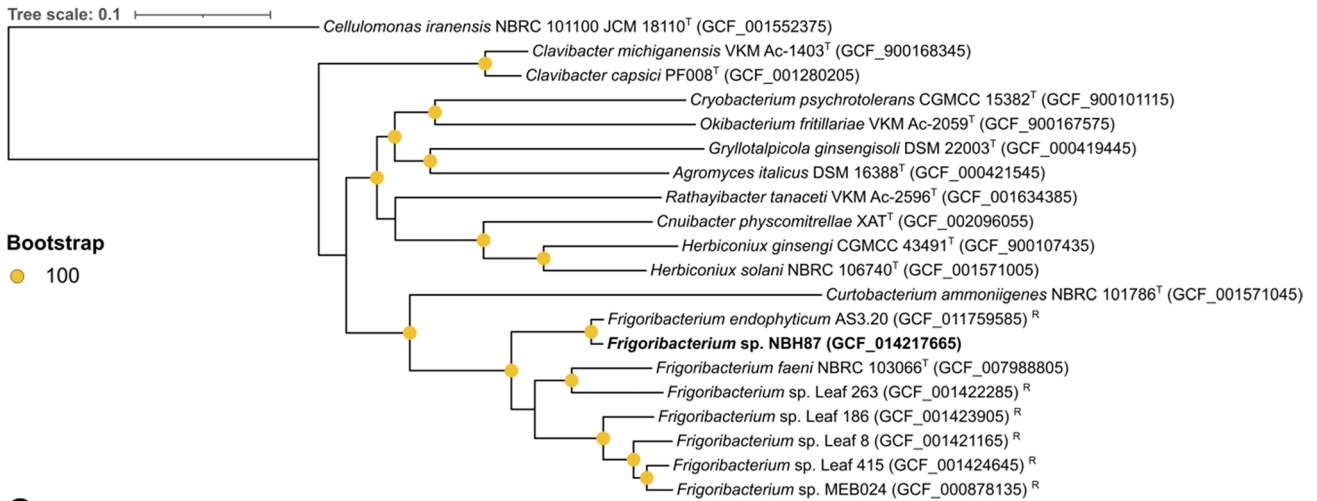 Tree scale: 0.1
Cellulomonas iranensis NBRC 101100 JCM 18110ᵀ (GCF_001552375)
Clavibacter michiganensis VKM Ac-1403ᵀ (GCF_900168345)
Clavibacter capsici PF008ᵀ (GCF_001280205)
Cryobacterium psychrotolerans CGMCC 15382ᵀ (GCF_900101115)
Okibacterium fritillariae VKM Ac-2059ᵀ (GCF_900167575)
Gryllotalpicola ginsengisoli DSM 22003ᵀ (GCF_000419445)
Agromyces italicus DSM 16388ᵀ (GCF_000421545)
Rathayibacter tanaceti VKM Ac-2596ᵀ (GCF_001634385)
Cnuibacter physcomitrellae XATᵀ (GCF_002096055)
Herbiconiux ginsengi CGMCC 43491ᵀ (GCF_900107435)
Herbiconiux solani NBRC 106740ᵀ (GCF_001571005)
Curtobacterium ammoniigenes NBRC 101786ᵀ (GCF_001571045)
Frigoribacterium endophyticum AS3.20 (GCF_011759585) ᴿ
Frigoribacterium sp. NBH87 (GCF_014217665)
Frigoribacterium faeni NBRC 103066ᵀ (GCF_007988805)
Frigoribacterium sp. Leaf 263 (GCF_001422285) ᴿ
Frigoribacterium sp. Leaf 186 (GCF_001423905) ᴿ
Frigoribacterium sp. Leaf 8 (GCF_001421165) ᴿ
Frigoribacterium sp. Leaf 415 (GCF_001424645) ᴿ
Frigoribacterium sp. MEB024 (GCF_000878135) ᴿ
Bootstrap
100